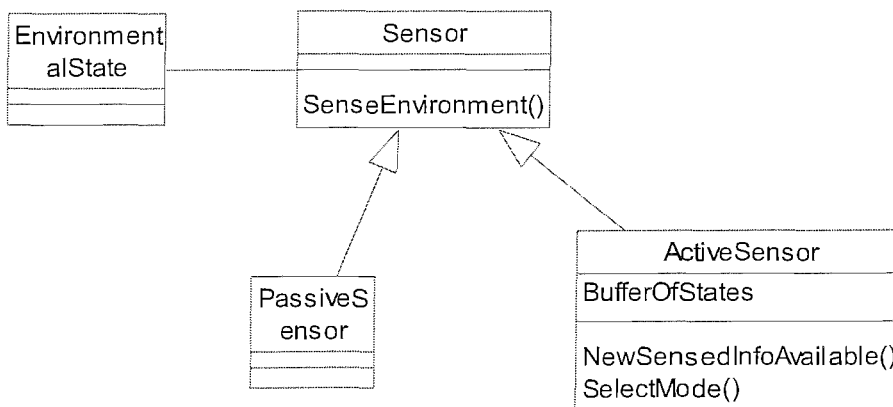 Environment
alState
Sensor
SenseEnvironment()
PassiveS
ensor
ActiveSensor
BufferOfStates
NewSensedInfoAvailable()
SelectMode()